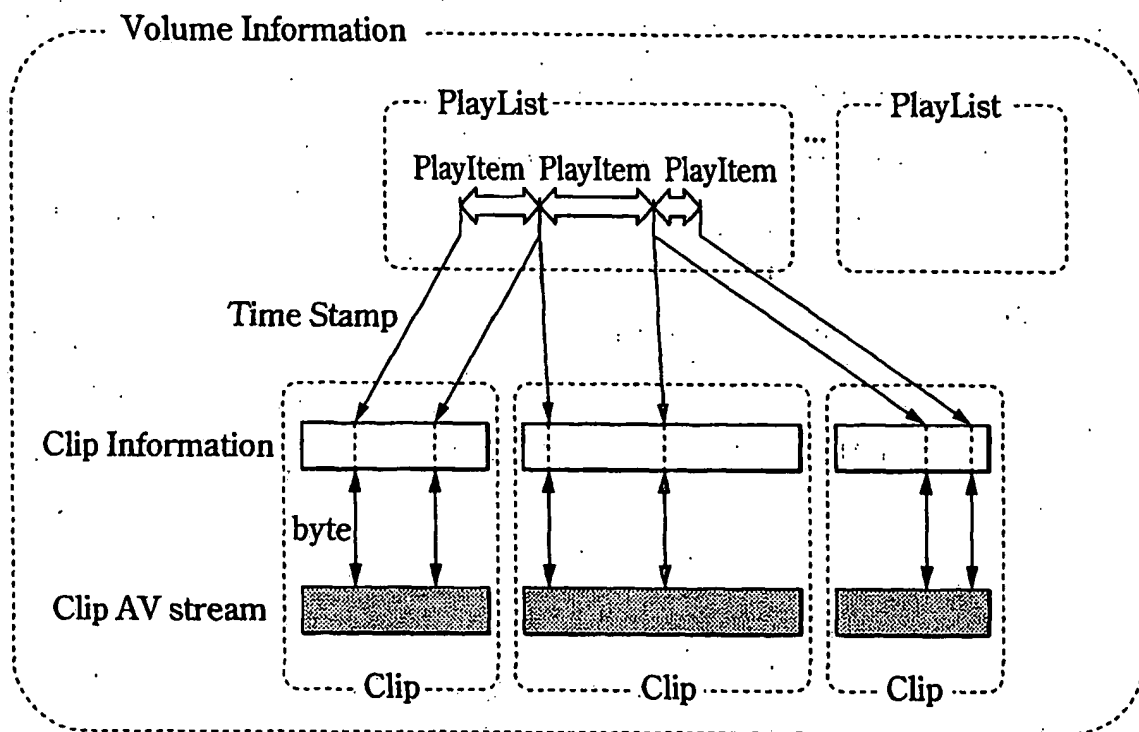 Volume Information
PlayList
PlayList
...
PlayItem PlayItem PlayItem
Time Stamp
Clip Information
byte
Clip AV stream
Clip
Clip
Clip